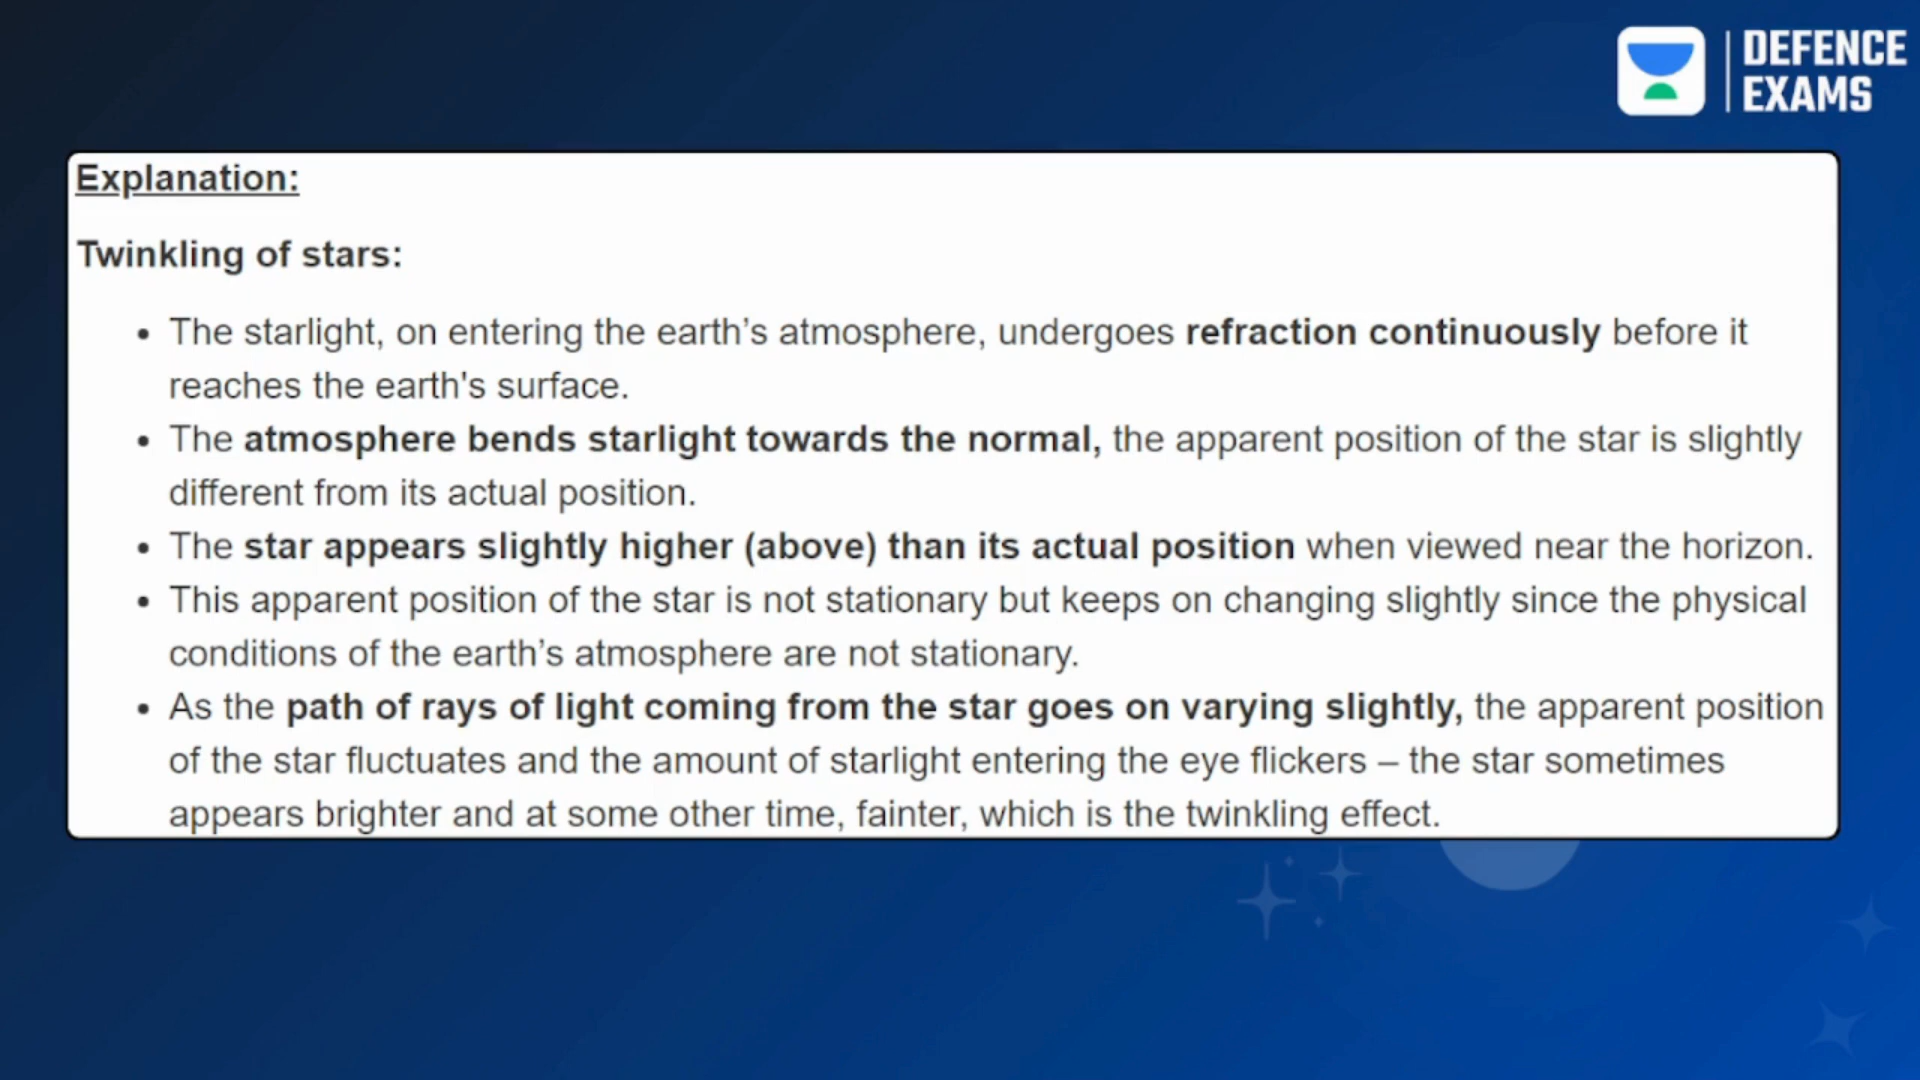 DEFENCE
EXAMS
Explanation:
Twinkling of stars:
• The starlight, on entering the earth’s atmosphere, undergoes refraction continuously before it
reaches the earth's surface.
• The atmosphere bends starlight towards the normal, the apparent position of the star is slightly
different from its actual position.
• The star appears slightly higher (above) than its actual position when viewed near the horizon.
• This apparent position of the star is not stationary but keeps on changing slightly since the physical
conditions of the earth’s atmosphere are not stationary.
• As the path of rays of light coming from the star goes on varying slightly, the apparent position
of the star fluctuates and the amount of starlight entering the eye flickers – the star sometimes
appears brighter and at some other time, fainter, which is the twinkling effect.